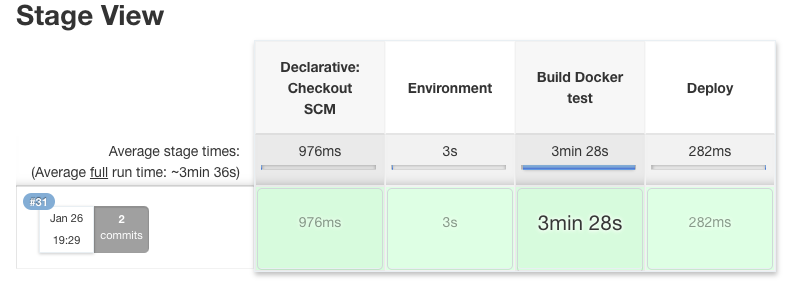 Stage View
Declarative:
Checkout
SCM
Environment
Build Docker
test
Deploy
Average stage times:
(Average full run time: ~3min 36s)
976ms
3s
3min 28s
282ms
#31
Jan 26
19:29
2
commits
976ms
3s
3min 28s
282ms